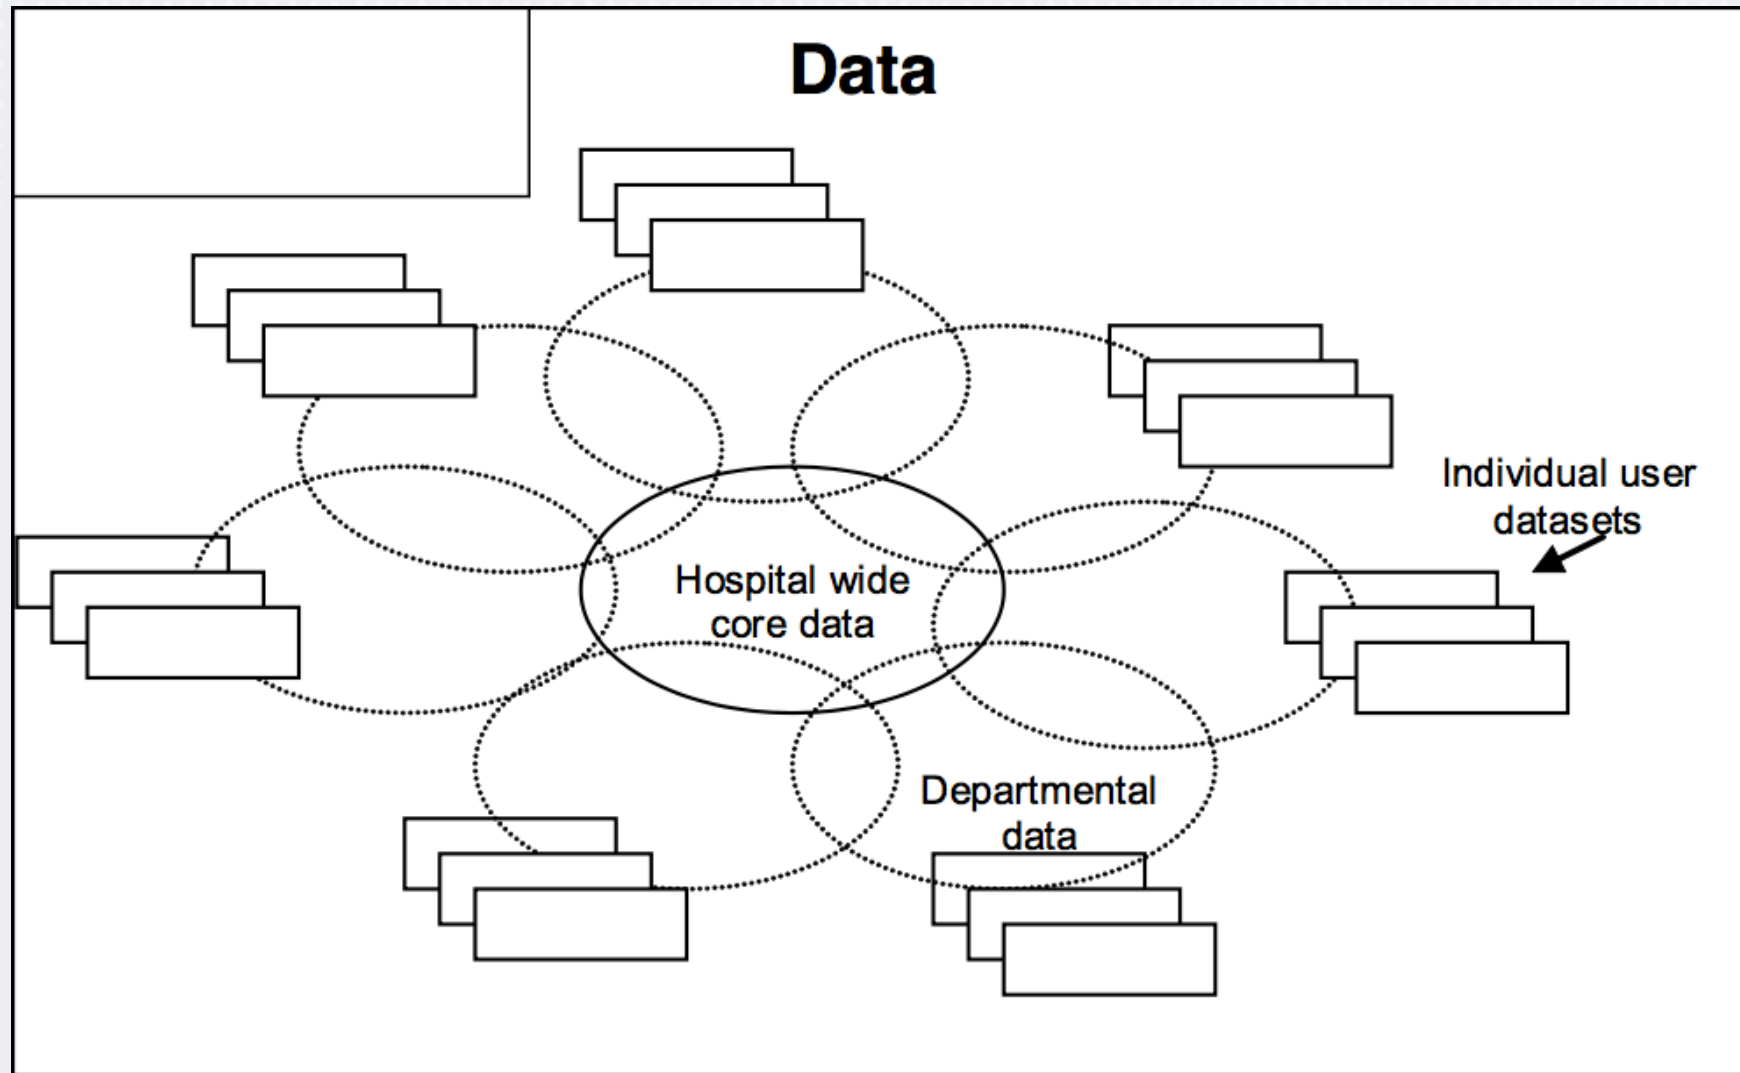 Data
Individual user
datasets
Hospital wide
core data
Departmental
data